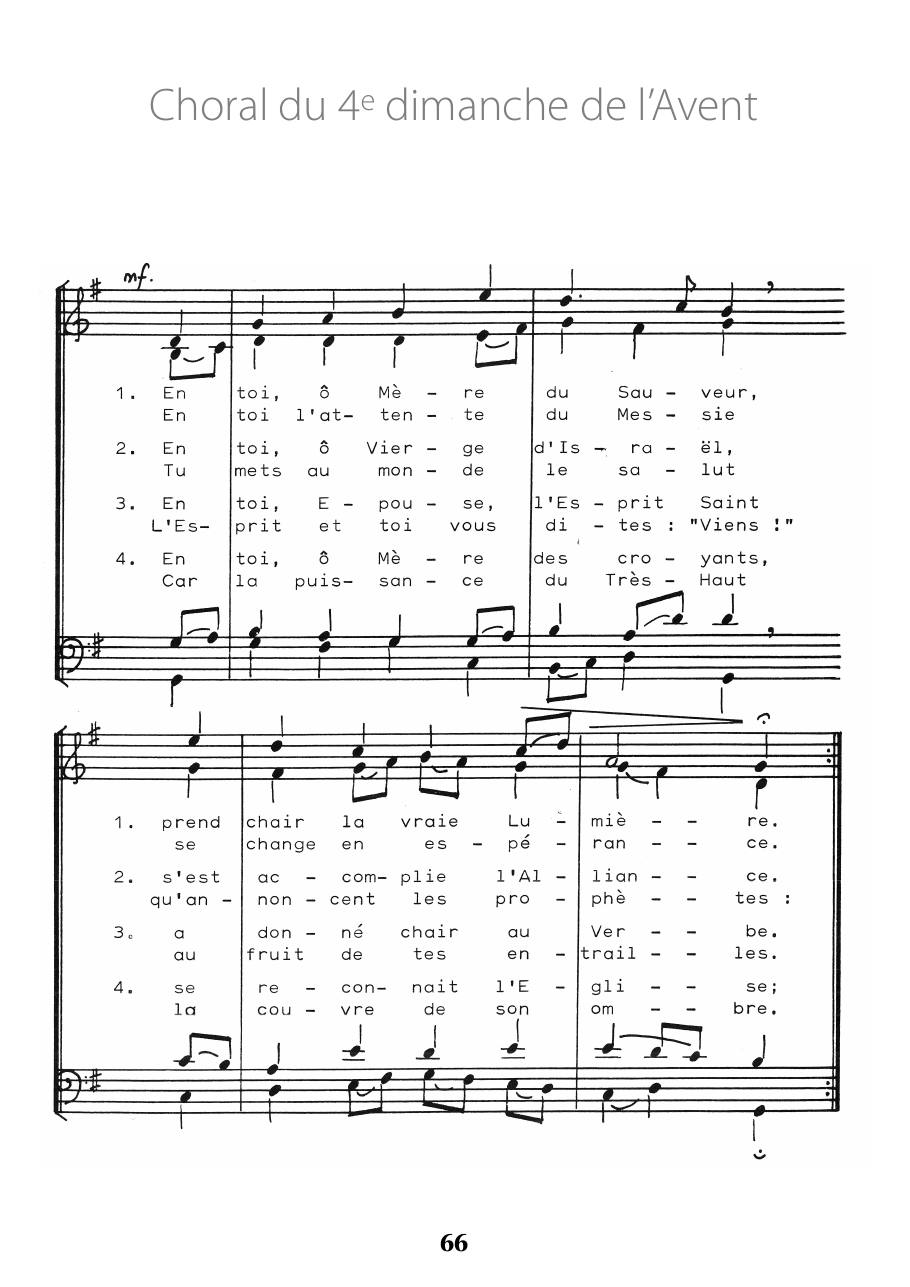 Choral du 4e dimanche de l'Avent
mf.
1. En toi, ô Mè - re du Sau - veur,
En toi l'at- ten - te du Mes - sie
2. En toi, ô Vier - ge d'Is - ra - ël,
Tu mets au mon - de le sa - lut
3. En toi, E - pou - se, l'Es - prit Saint
L'Es- prit et toi vous di - tes : "Viens !"
4. En toi, ô Mè - re des cro - yants,
Car la puis- san - ce du Très - Haut
1. prend chair la vraie Lu - miè - - re.
se change en es - pé - ran - - ce.
2. s'est ac - com- plie l'Al - lian - - ce.
qu'an - non - cent les pro - phè - - tes :
3. a don - né chair au Ver - - be.
au fruit de tes en - trail - - les.
4. se re - con- nait l'E - gli - - se;
la cou - vre de son om - - bre.
66